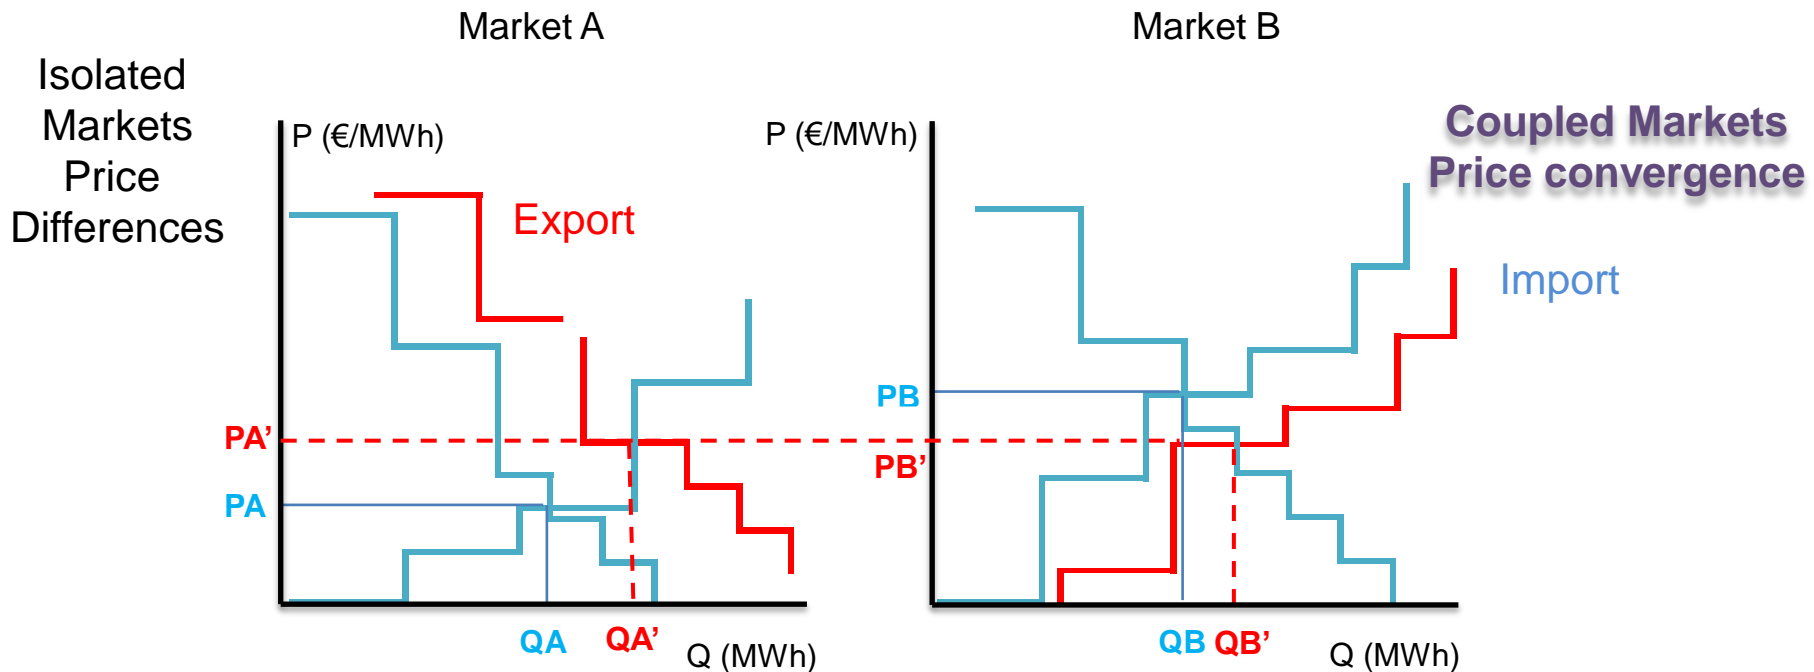 Market A
Market B
Isolated
Markets
Price
Differences
P (€/MWh)
P (€/MWh)
Coupled Markets
Price convergence
Export
Import
PB
PA’
PB’
PA
QA
QA’
Q (MWh)
QB
QB’
Q (MWh)